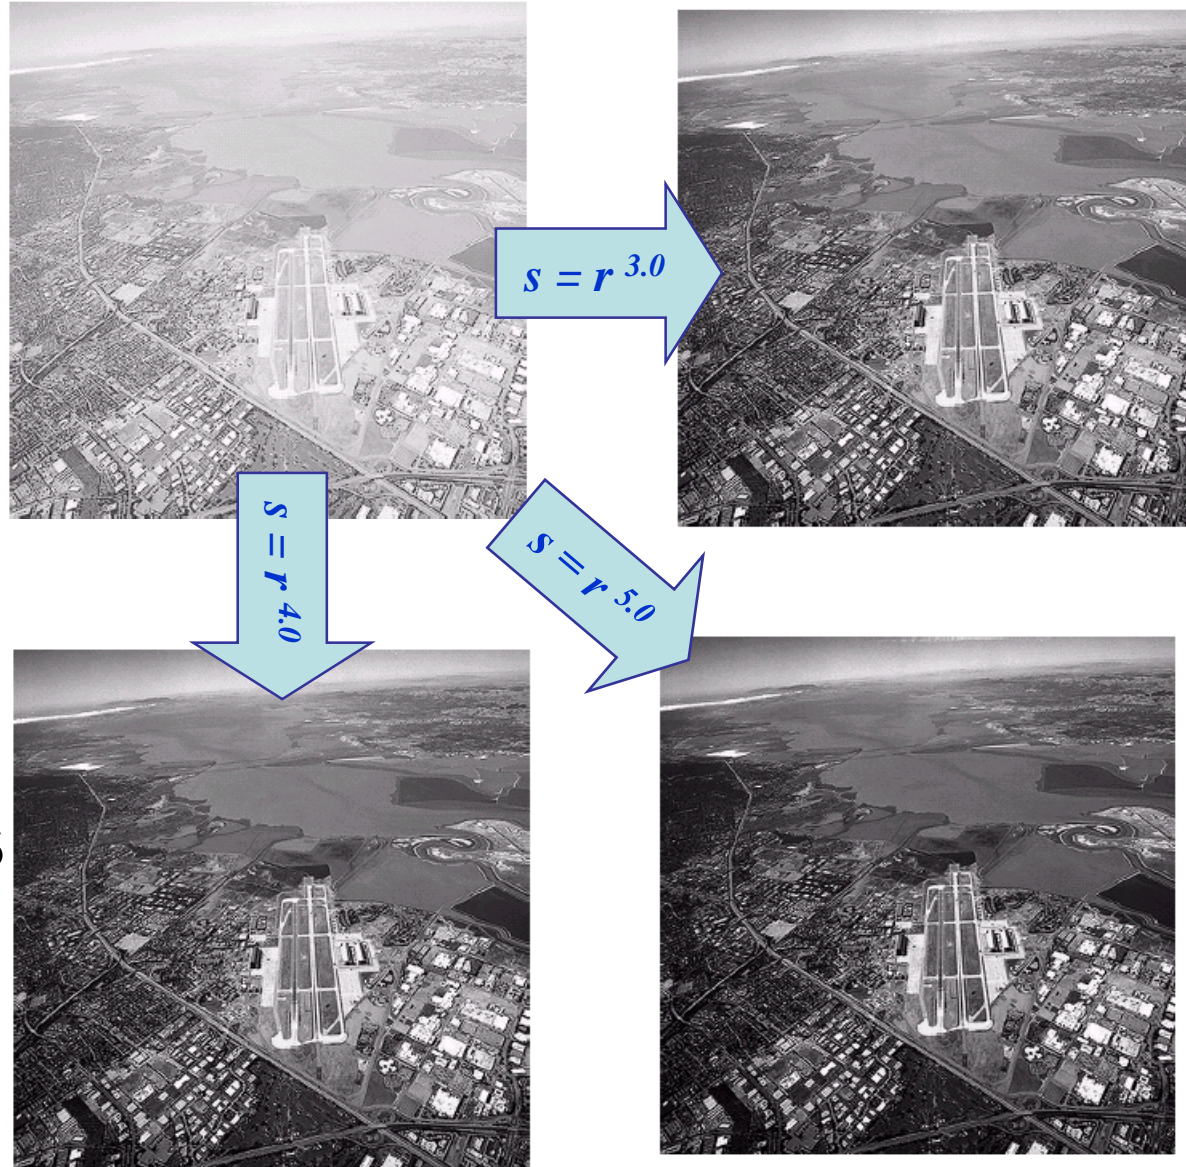 s = r 3.0
s = r 4.0
s = r 5.0